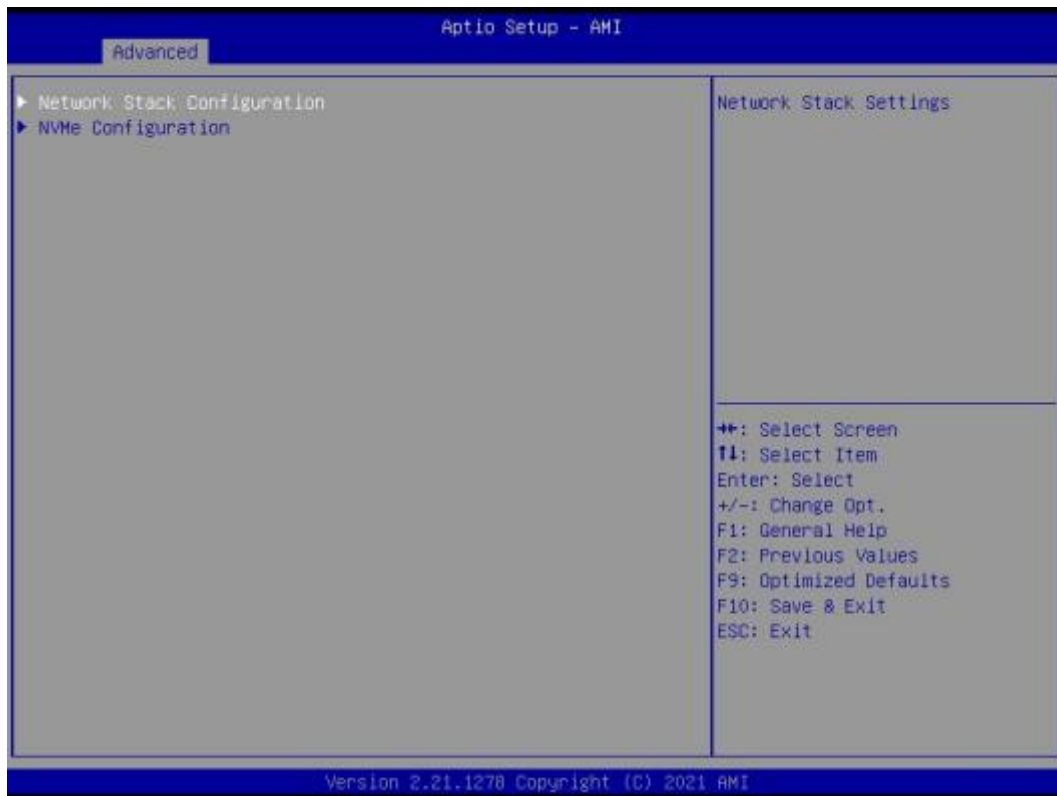 Aptio Setup - AMI
Advanced
Network Stack Configuration
NVMe Configuration
Network Stack Settings
→←: Select Screen
↑↓: Select Item
Enter: Select
+/-: Change Opt.
F1: General Help
F2: Previous Values
F9: Optimized Defaults
F10: Save & Exit
ESC: Exit
Version 2.21.1278 Copyright (C) 2021 AMI